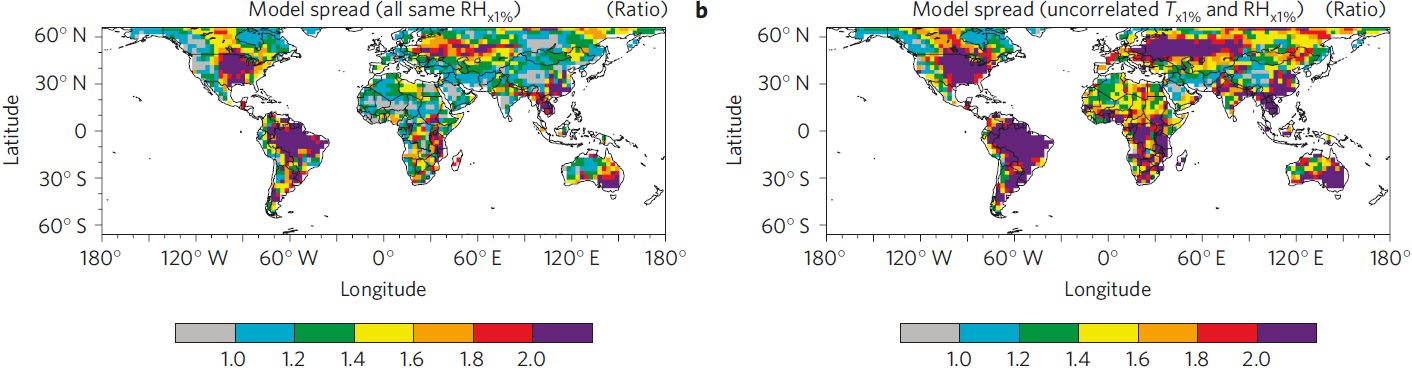 Model spread (all same RHx1%) (Ratio)
60° N
30° N
0
30° S
60° S
Latitude
180° 120° W 60° W 0° 60° E 120° E 180°
Longitude
1.0 1.2 1.4 1.6 1.8 2.0
b Model spread (uncorrelated Tx1% and RHx1%) (Ratio)
60° N
30° N
0
30° S
60° S
Latitude
180° 120° W 60° W 0° 60° E 120° E 180°
Longitude
1.0 1.2 1.4 1.6 1.8 2.0